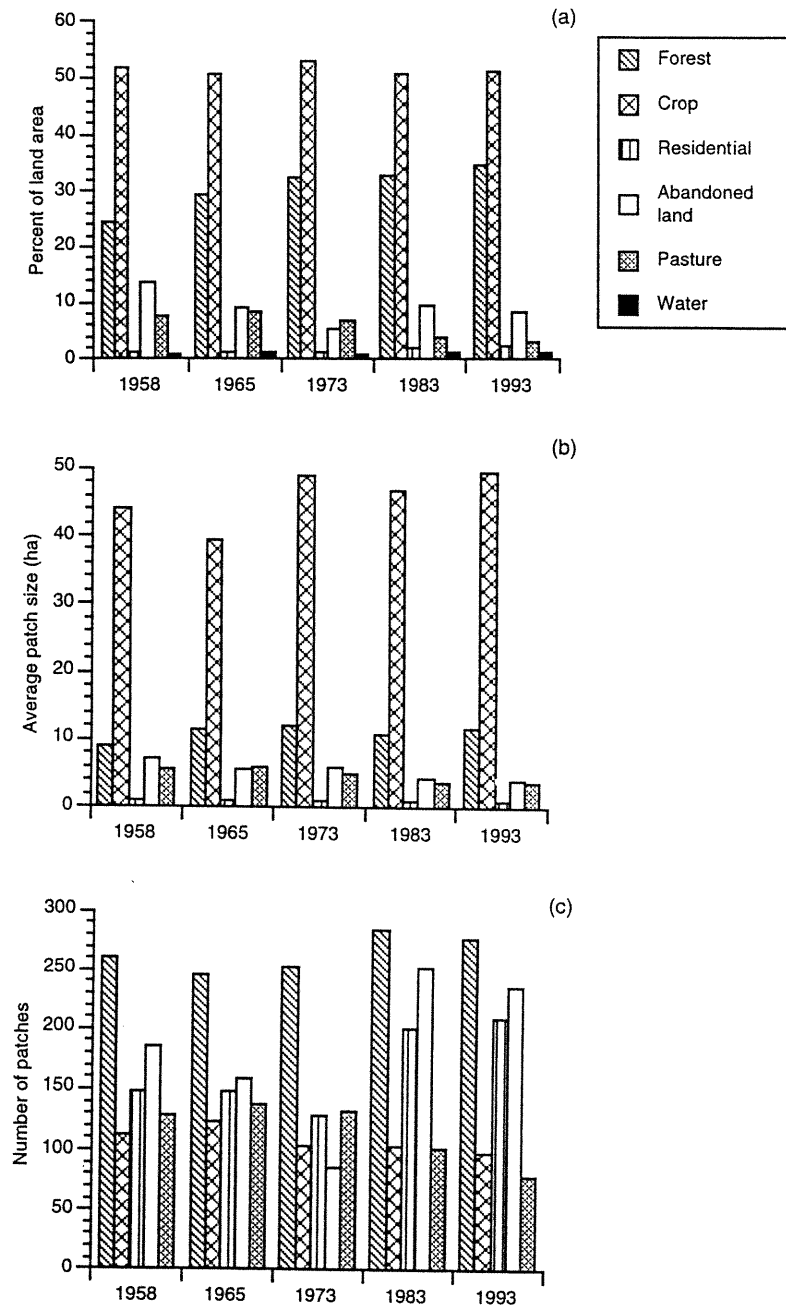 (a)
60
50
40
30
20
10
0
Percent of land area
1958 1965 1973 1983 1993
Forest
Crop
Residential
Abandoned
land
Pasture
Water
(b)
50
40
30
20
10
0
Average patch size (ha)
1958 1965 1973 1983 1993
(c)
300
250
200
150
100
50
0
Number of patches
1958 1965 1973 1983 1993